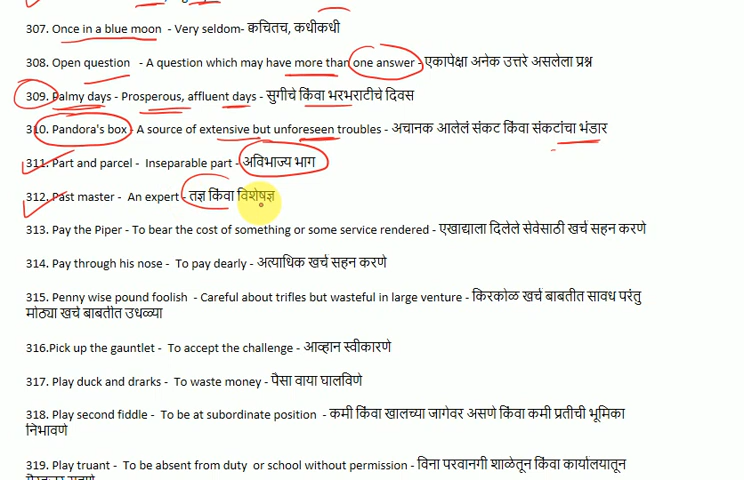 307. Once in a blue moon - Very seldom- क्वचितच, कधीकधी
308. Open question - A question which may have more than one answer - एकापेक्षा अनेक उत्तरे असलेला प्रश्न
309. Palmy days - Prosperous, affluent days - सुगीचे किंवा भरभराटीचे दिवस
310. Pandora's box - A source of extensive but unforeseen troubles - अचानक आलेलं संकट किंवा संकटांचा भंडार
311. Part and parcel - Inseparable part - अविभाज्य भाग
312. Past master - An expert - तज्ञ किंवा विशेषज्ञ
313. Pay the Piper - To bear the cost of something or some service rendered - एखाद्याला दिलेले सेवेसाठी खर्च सहन करणे
314. Pay through his nose - To pay dearly - अत्याधिक खर्च सहन करणे
315. Penny wise pound foolish - Careful about trifles but wasteful in large venture - किरकोळ खर्च बाबतीत सावध परंतु
मोठ्या खर्च बाबतीत उधळ्या
316.Pick up the gauntlet - To accept the challenge - आव्हान स्वीकारणे
317. Play duck and drarks - To waste money - पैसा वाया घालविणे
318. Play second fiddle - To be at subordinate position - कमी किंवा खालच्या जागेवर असणे किंवा कमी प्रतीची भूमिका
निभावणे
319. Play truant - To be absent from duty or school without permission - विना परवानगी शाळेतून किंवा कार्यालयातून